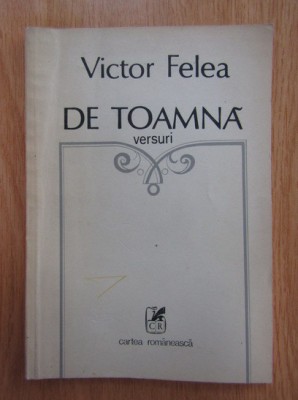 Victor Felea
DE TOAMNĂ
versuri
CR
cartea românească